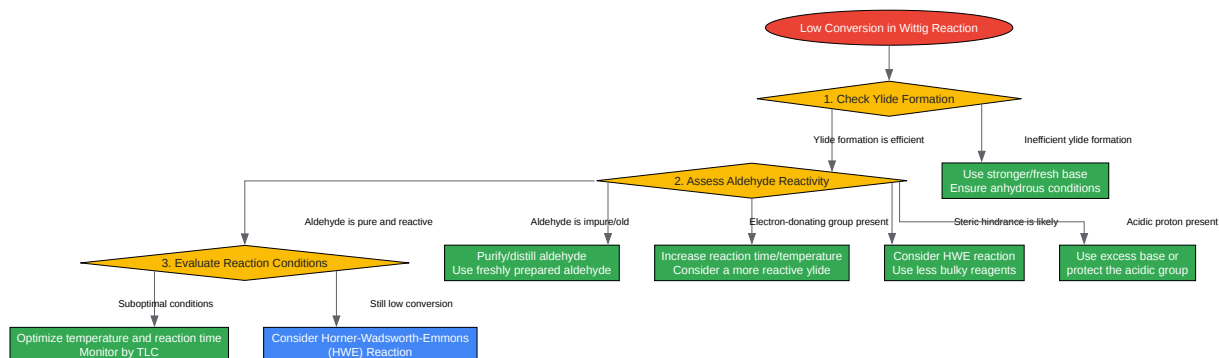 Low Conversion in Wittig Reaction
1. Check Ylide Formation
Ylide formation is efficient
Inefficient ylide formation
Use stronger/fresh base
Ensure anhydrous conditions
2. Assess Aldehyde Reactivity
Aldehyde is pure and reactive
Aldehyde is impure/old
Electron-donating group present
Steric hindrance is likely
Acidic proton present
3. Evaluate Reaction Conditions
Purify/distill aldehyde
Use freshly prepared aldehyde
Increase reaction time/temperature
Consider a more reactive ylide
Consider HWE reaction
Use less bulky reagents
Use excess base or
protect the acidic group
Suboptimal conditions
Still low conversion
Optimize temperature and reaction time
Monitor by TLC
Consider Horner-Wadsworth-Emmons
(HWE) Reaction